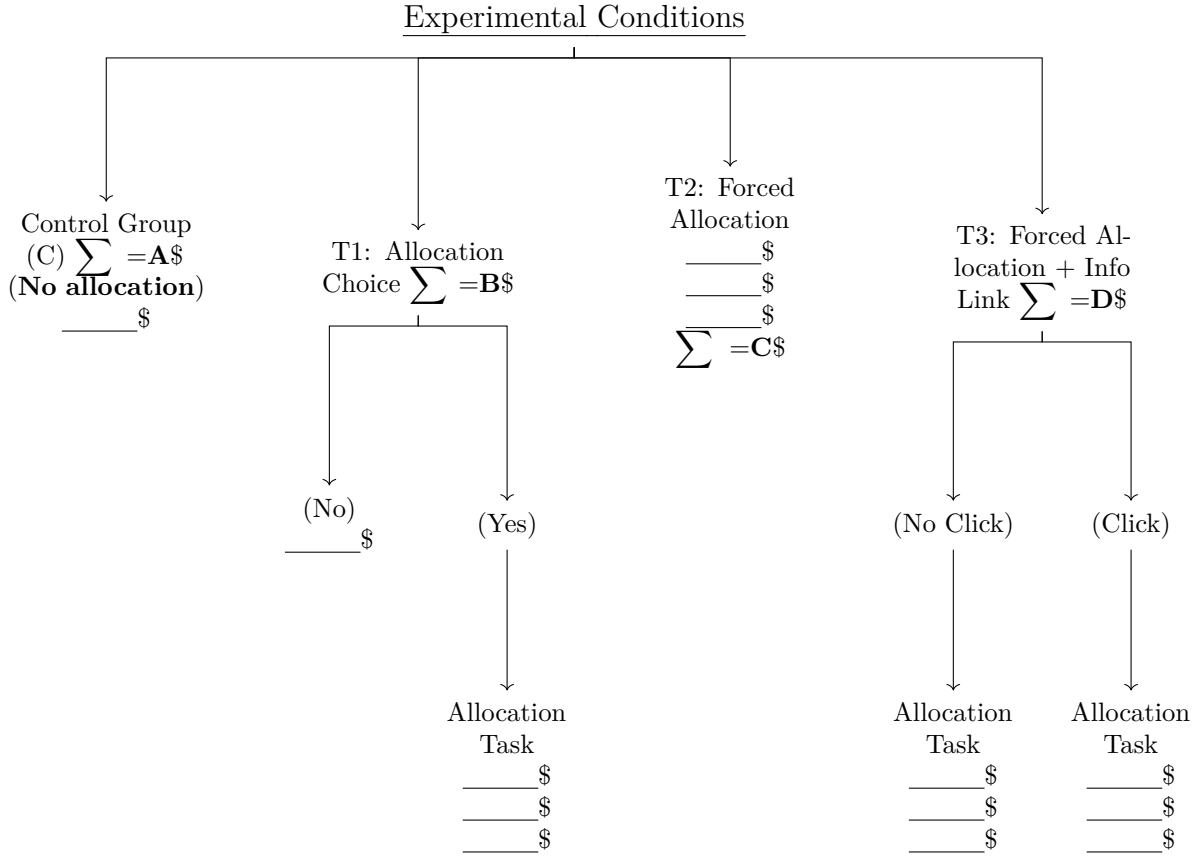 Experimental Conditions
Control Group
(C) ∑ =A$
(No allocation)
______$
T1: Allocation
Choice ∑ =B$
T2: Forced
Allocation
______$
______$
______$
∑ =C$
T3: Forced Al-
location + Info
Link ∑ =D$
(No)
______$
(Yes)
(No Click)
(Click)
Allocation
Task
______$
______$
______$
Allocation
Task
______$
______$
______$
Allocation
Task
______$
______$
______$